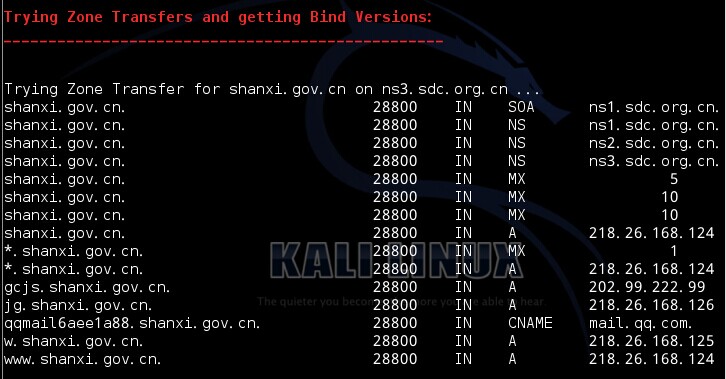 Trying Zone Transfers and getting Bind Versions:
_________________________________________________
Trying Zone Transfer for shanxi.gov.cn on ns3.sdc.org.cn ...
shanxi.gov.cn. 28800 IN SOA ns1.sdc.org.cn.
shanxi.gov.cn. 28800 IN NS ns1.sdc.org.cn.
shanxi.gov.cn. 28800 IN NS ns2.sdc.org.cn.
shanxi.gov.cn. 28800 IN NS ns3.sdc.org.cn.
shanxi.gov.cn. 28800 IN MX 5
shanxi.gov.cn. 28800 IN MX 10
shanxi.gov.cn. 28800 IN MX 10
shanxi.gov.cn. 28800 IN A 218.26.168.124
*.shanxi.gov.cn. 28800 IN MX 1
*.shanxi.gov.cn. 28800 IN A 218.26.168.124
KALI LINUX
gcjs.shanxi.gov.cn. 28800 IN A 202.99.222.99
The quieter you become, the more you are able to hear.
jg.shanxi.gov.cn. 28800 IN A 218.26.168.126
qqmail6aee1a88.shanxi.gov.cn. 28800 IN CNAME mail.qq.com.
w.shanxi.gov.cn. 28800 IN A 218.26.168.125
www.shanxi.gov.cn. 28800 IN A 218.26.168.124